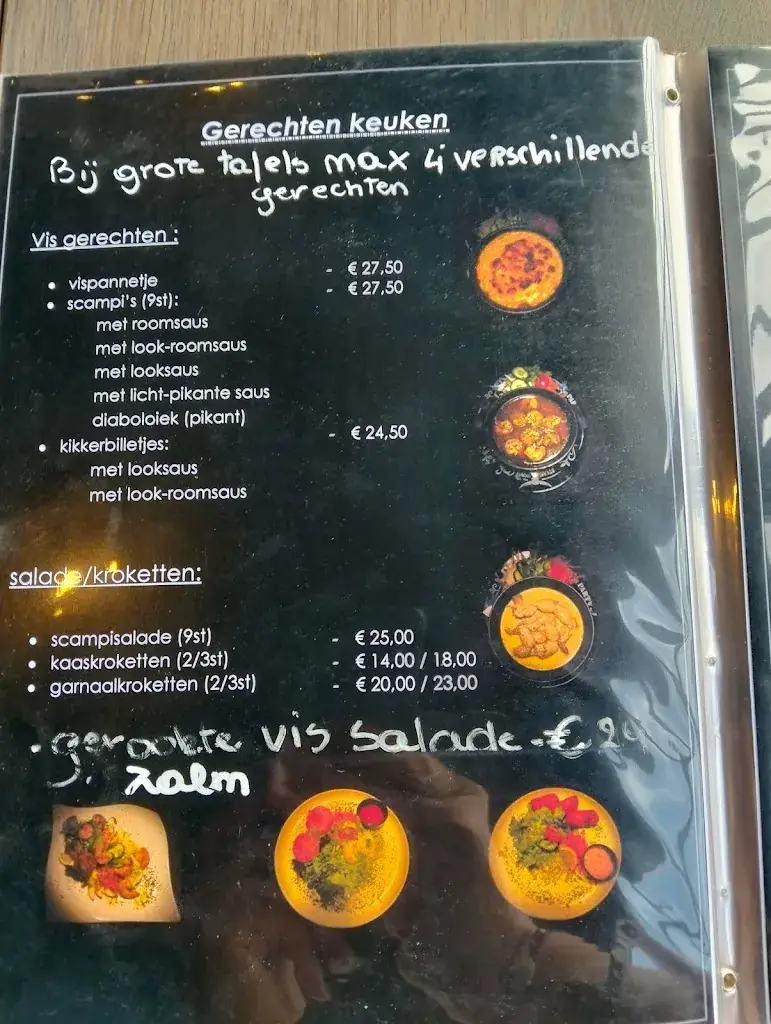 Gerechten keuken
Bij grote tafels max 4 verschillende
gerechten
Vis gerechten :
• vispannetje - € 27,50
• scampi's (9st): - € 27,50
met roomsaus
met look-roomsaus
met looksaus
met licht-pikante saus
diaboloiek (pikant)
• kikkerbilletjes: - € 24,50
met looksaus
met look-roomsaus
salade/kroketten:
• scampisalade (9st) - € 25,00
• kaaskroketten (2/3st) - € 14,00 / 18,00
• garnaalkroketten (2/3st) - € 20,00 / 23,00
• gerookte vis salade - € 24
zalm